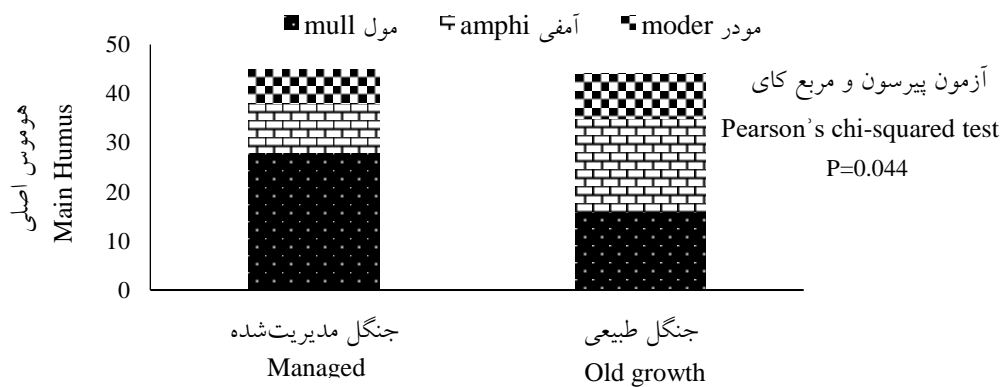 مول mull آمفی amphi مودر moder
50
40
30
20
10
0
هوموس اصلی
Main Humus
آزمون پیرسون و مربع کای
Pearson᾽s chi-squared test
P=0.044
جنگل مدیریت‌شده
Managed
جنگل طبیعی
Old growth